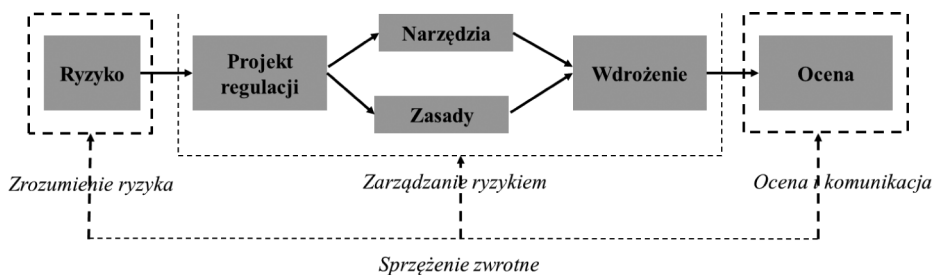 Ryzyko
Projekt
regulacji
Narzędzia
Zasady
Wdrożenie
Ocena
Zrozumienie ryzyka
Zarządzanie ryzykiem
Ocena i komunikacja
Sprzężenie zwrotne